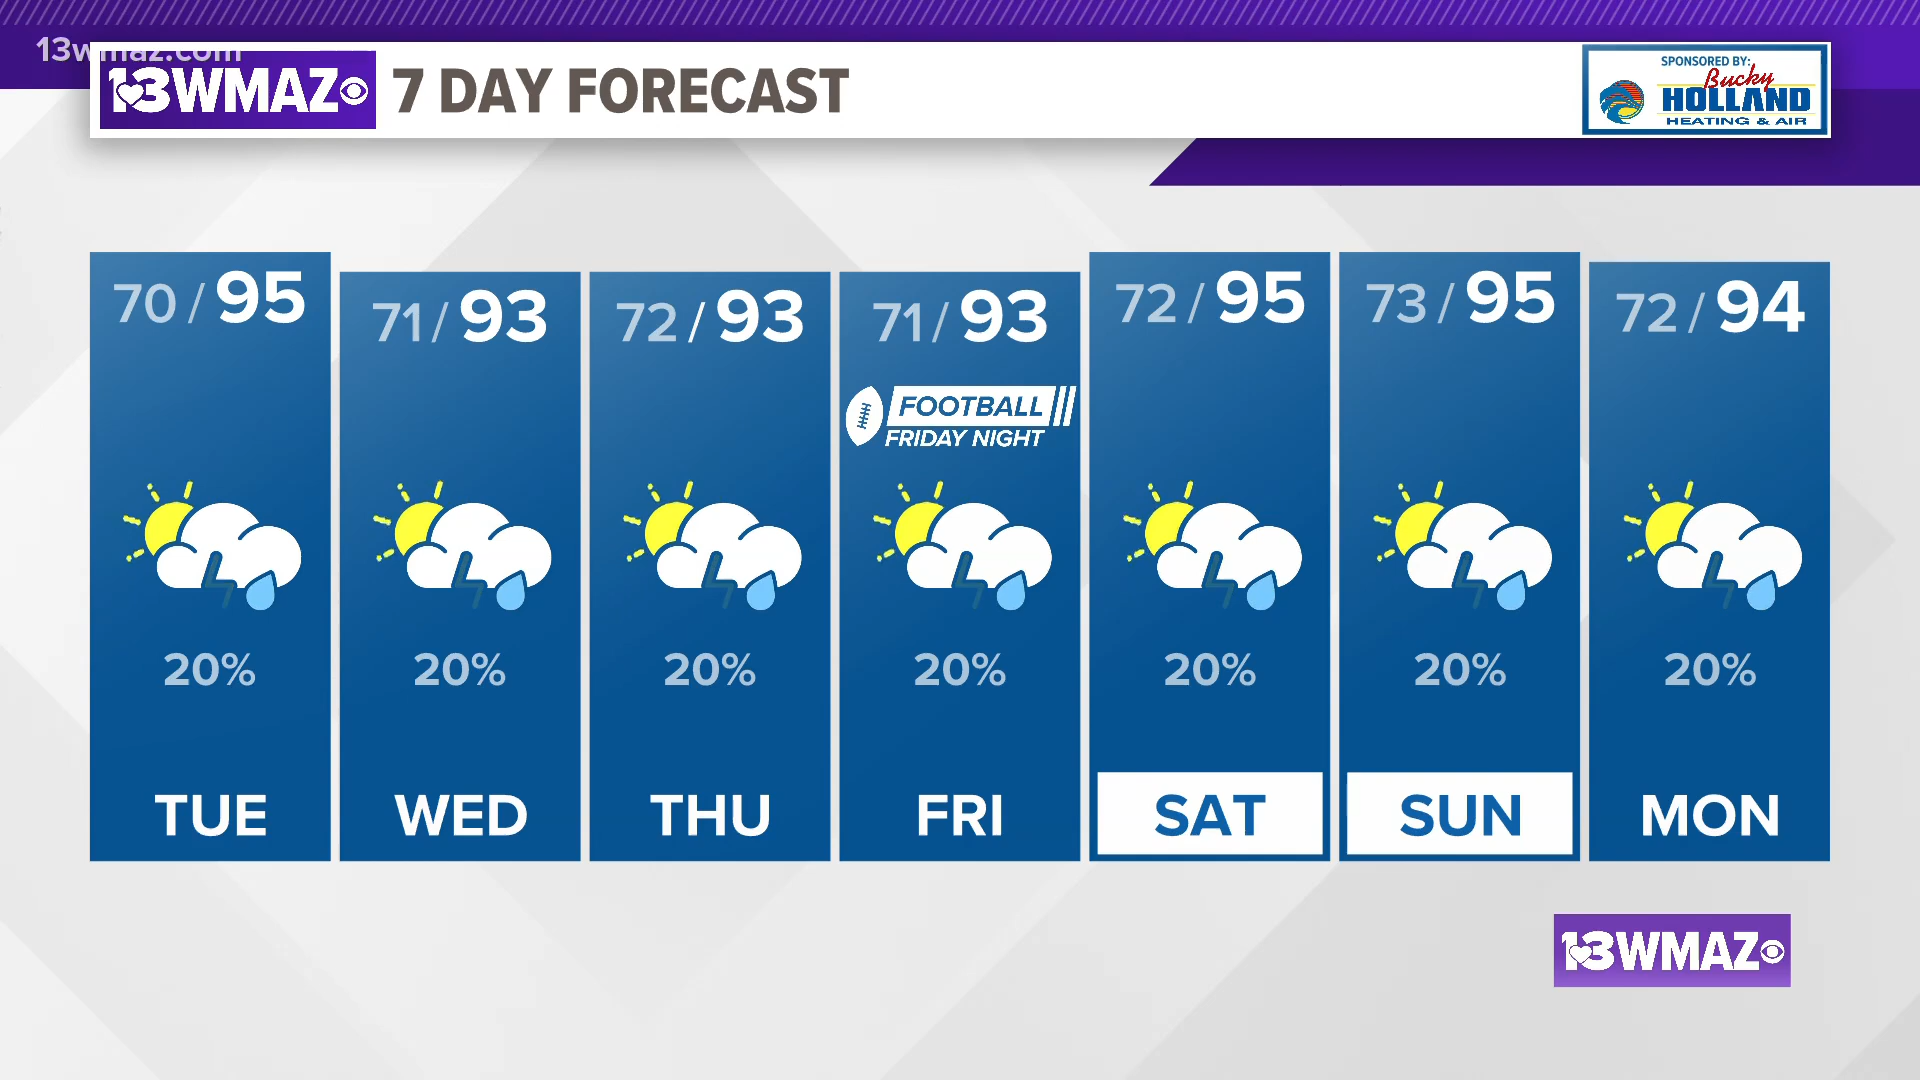 13wmaz.com
13WMAZ 7 DAY FORECAST
SPONSORED BY:
Bucky
HOLLAND
HEATING & AIR
70 / 95
71 / 93
72 / 93
71 / 93
72 / 95
73 / 95
72 / 94
FOOTBALL
FRIDAY NIGHT
20%
20%
20%
20%
20%
20%
20%
TUE
WED
THU
FRI
SAT
SUN
MON
13WMAZ